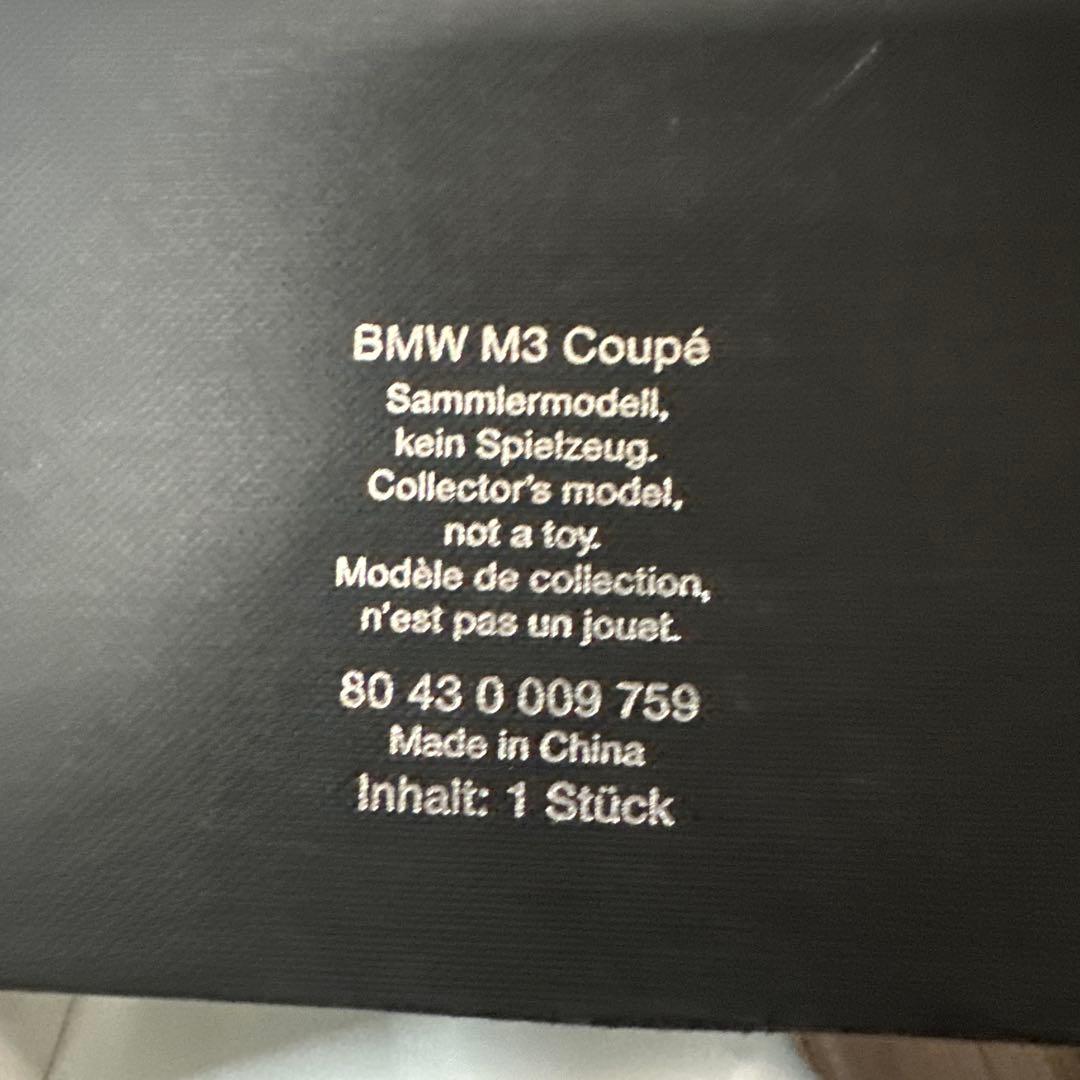 BMW M3 Coupé
Sammlermodell,
kein Spielzeug.
Collector's model,
not a toy.
Modèle de collection,
n'est pas un jouet.
80 43 0 009 759
Made in China
Inhalt: 1 Stück